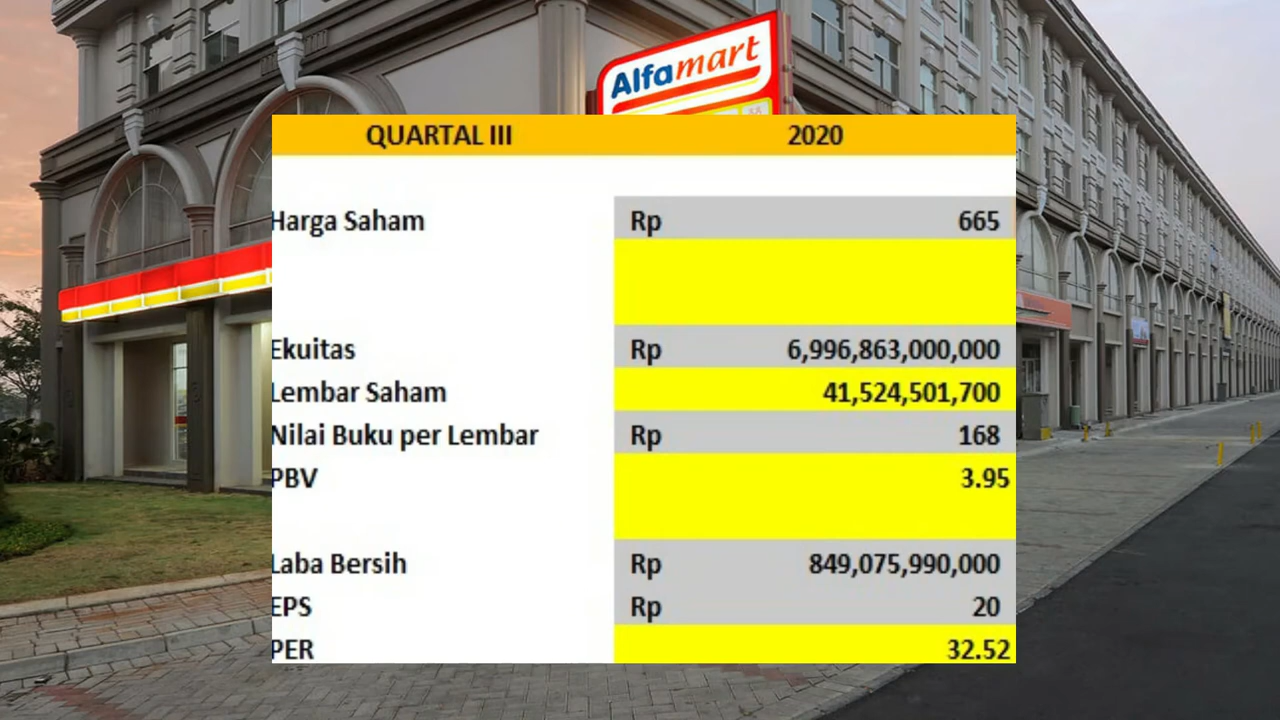 Alfamart
QUARTAL III 2020
Harga Saham Rp 665
Ekuitas Rp 6,996,863,000,000
Lembar Saham 41,524,501,700
Nilai Buku per Lembar Rp 168
PBV 3.95
Laba Bersih Rp 849,075,990,000
EPS Rp 20
PER 32.52